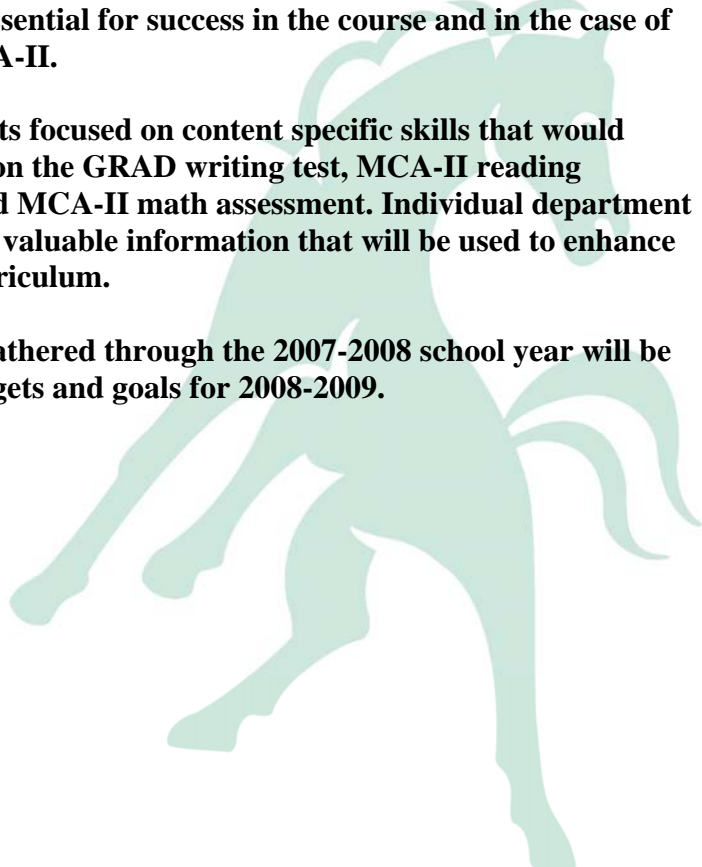 sential for success in the course and in the case of
A-II.
ts focused on content specific skills that would
on the GRAD writing test, MCA-II reading
d MCA-II math assessment. Individual department
valuable information that will be used to enhance
riculum.
athered through the 2007-2008 school year will be
gets and goals for 2008-2009.